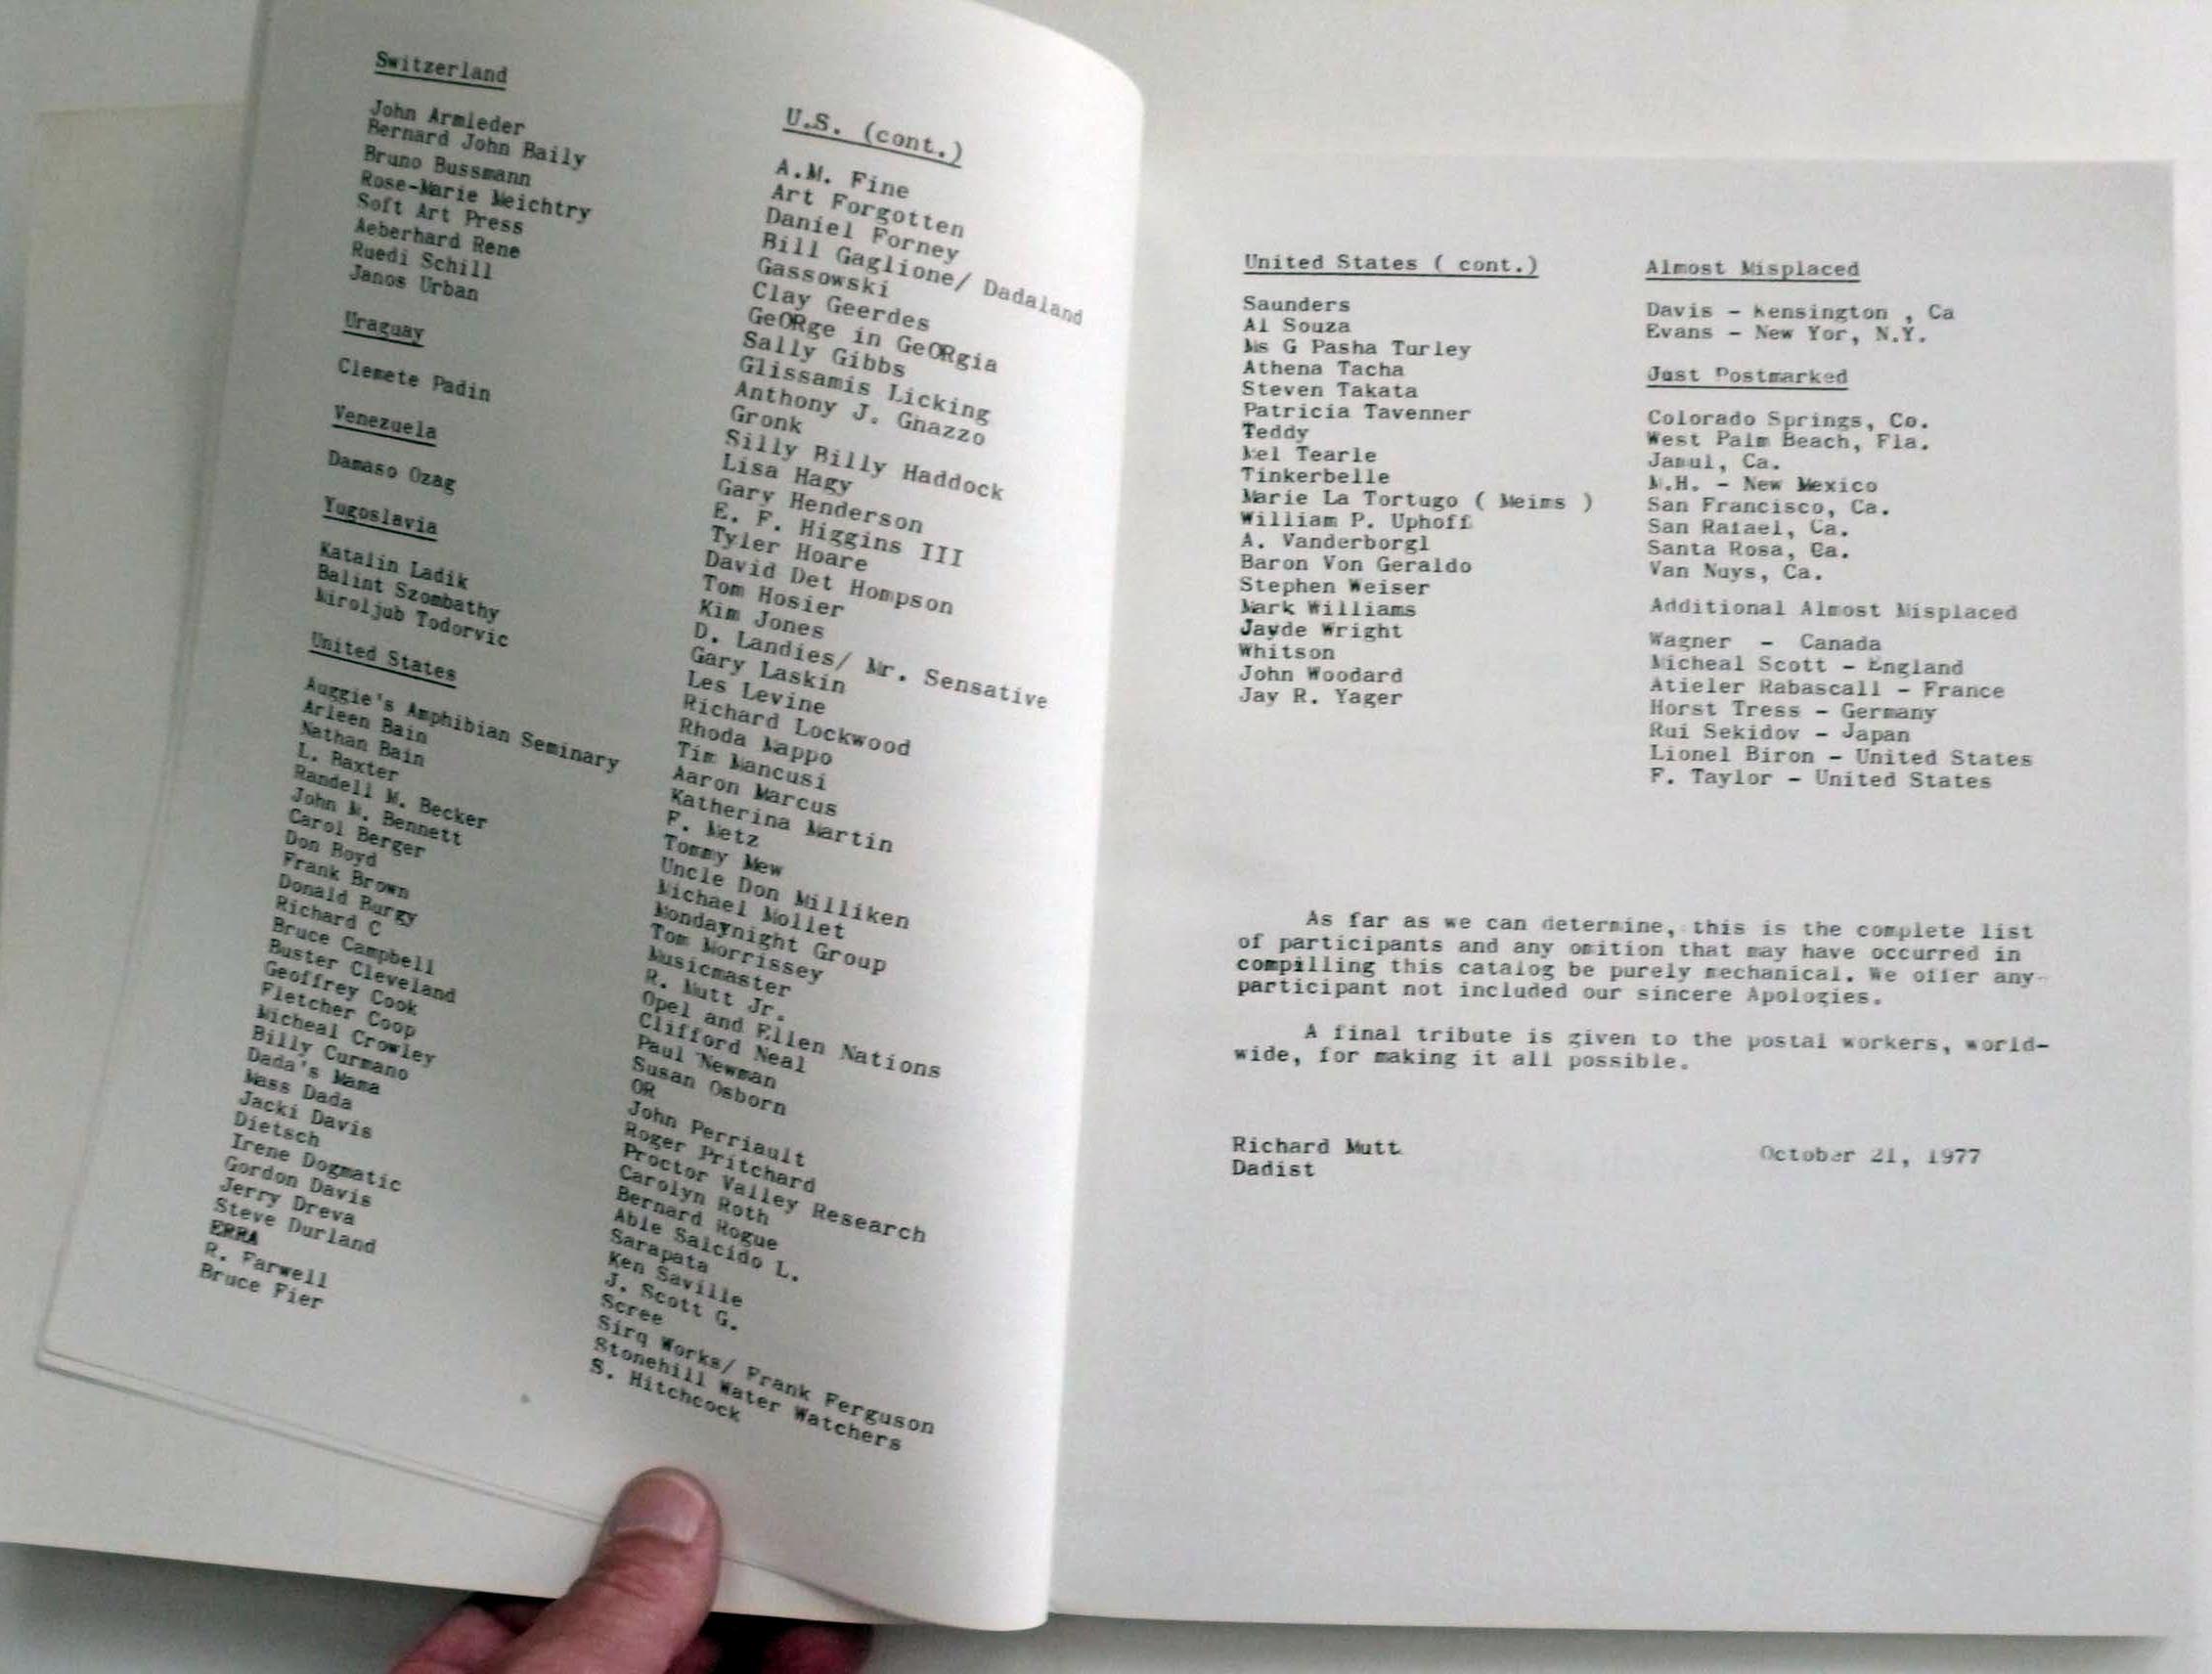 Switzerland
John Armleder
Bernard John Baily
Bruno Bussmann
Rose-Marie Meichtry
Soft Art Press
Aeberhard Rene
Ruedi Schill
Janos Urban
Uraguay
Clemete Padin
Venezuela
Damaso Ozag
Yugoslavia
Katalin Ladik
Balint Szombathy
Miroljub Todorvic
United States
Auggie's Amphibian Seminary
Arleen Bain
Nathan Bain
L. Baxter
Randell M. Becker
John M. Bennett
Carol Berger
Don Boyd
Frank Brown
Donald Burgy
Richard C
Bruce Campbell
Buster Cleveland
Geoffrey Cook
Fletcher Coop
Micheal Crowley
Billy Curmano
Dada's Mama
Mass Dada
Jacki Davis
Dietsch
Irene Dogmatic
Gordon Davis
Jerry Dreva
Steve Durland
ERRA
R. Farwell
Bruce Fier
U.S. (cont.)
A.M. Fine
Art Forgotten
Daniel Forney
Bill Gaglione/ Dadaland
Gassowski
Clay Geerdes
GeORge in GeORgia
Sally Gibbs
Glissamis Licking
Anthony J. Gnazzo
Gronk
Silly Billy Haddock
Lisa Hagy
Gary Henderson
E. F. Higgins III
Tyler Hoare
David Det Hompson
Tom Hosier
Kim Jones
D. Landies/ Mr. Sensative
Gary Laskin
Les Levine
Richard Lockwood
Rhoda Mappo
Tim Mancusi
Aaron Marcus
Katherina Martin
F. Metz
Tommy Mew
Uncle Don Milliken
Michael Mollet
Mondaynight Group
Tom Morrissey
Musicmaster
R. Mutt Jr.
Opel and Ellen Nations
Clifford Neal
Paul Newman
Susan Osborn
OR
John Perriault
Roger Pritchard
Proctor Valley Research
Carolyn Roth
Bernard Rogue
Able Salcido L.
Sarapata
Ken Saville
J. Scott G.
Scree
Sirq Works/ Frank Ferguson
Stonehill Water Watchers
S. Hitchcock
United States ( cont.)
Saunders
Al Souza
Ms G Pasha Turley
Athena Tacha
Steven Takata
Patricia Tavenner
Teddy
Mel Tearle
Tinkerbelle
Marie La Tortugo ( Meims )
William P. Uphoff
A. Vanderborgl
Baron Von Geraldo
Stephen Weiser
Mark Williams
Jayde Wright
Whitson
John Woodard
Jay R. Yager
Almost Misplaced
Davis - Kensington , Ca
Evans - New Yor, N.Y.
Just Postmarked
Colorado Springs, Co.
West Palm Beach, Fla.
Jamul, Ca.
M.H. - New Mexico
San Francisco, Ca.
San Rafael, Ca.
Santa Rosa, Ca.
Van Nuys, Ca.
Additional Almost Misplaced
Wagner - Canada
Micheal Scott - England
Atieler Rabascall - France
Horst Tress - Germany
Rui Sekidov - Japan
Lionel Biron - United States
F. Taylor - United States
As far as we can determine, this is the complete list
of participants and any omition that may have occurred in
compilling this catalog be purely mechanical. We offer any
participant not included our sincere Apologies.
A final tribute is given to the postal workers, world-
wide, for making it all possible.
Richard Mutt
Dadist
October 21, 1977